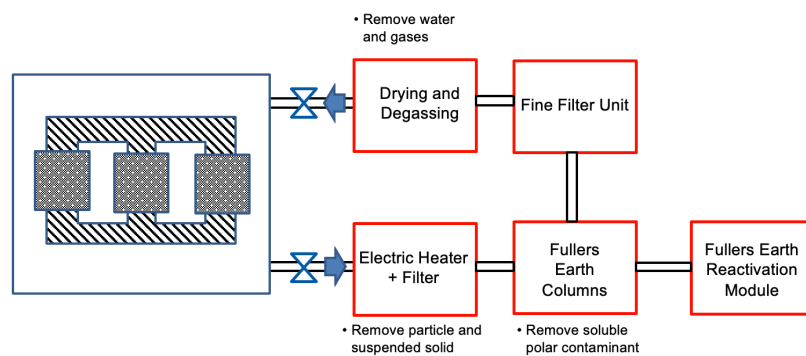 • Remove water
and gases
Drying and
Degassing
Fine Filter Unit
Electric Heater
+ Filter
Fullers
Earth
Columns
Fullers Earth
Reactivation
Module
• Remove particle and
suspended solid
• Remove soluble
polar contaminant